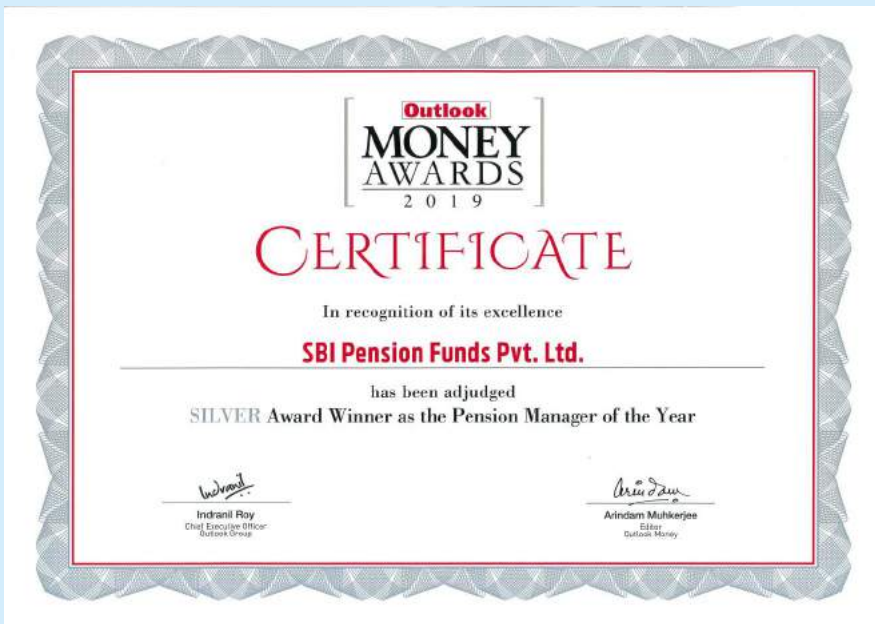 Outlook
MONEY
AWARDS
2019
CERTIFICATE
In recognition of its excellence
SBI Pension Funds Pvt. Ltd.
has been adjudged
SILVER Award Winner as the Pension Manager of the Year
Indranil
Arindam
Indranil Roy
Arindam Muhkerjee
Chief Executive Officer
Editor
Outlook Group
Outlook Money